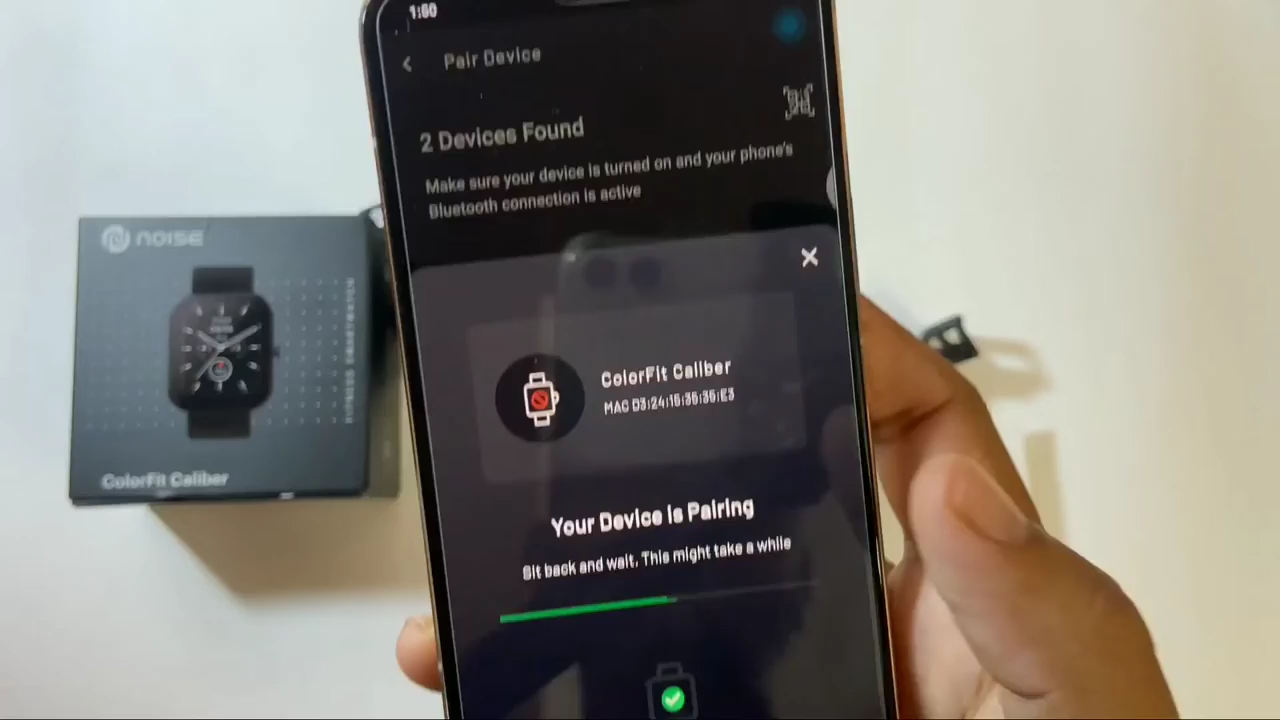 1:50
Pair Device
2 Devices Found
Make sure your device is turned on and your phone's
Bluetooth connection is active
NOISE
ColorFit Caliber
MAC D3:24:15:35:35:E3
Your Device is Pairing
Sit back and wait. This might take a while
ColorFit Caliber